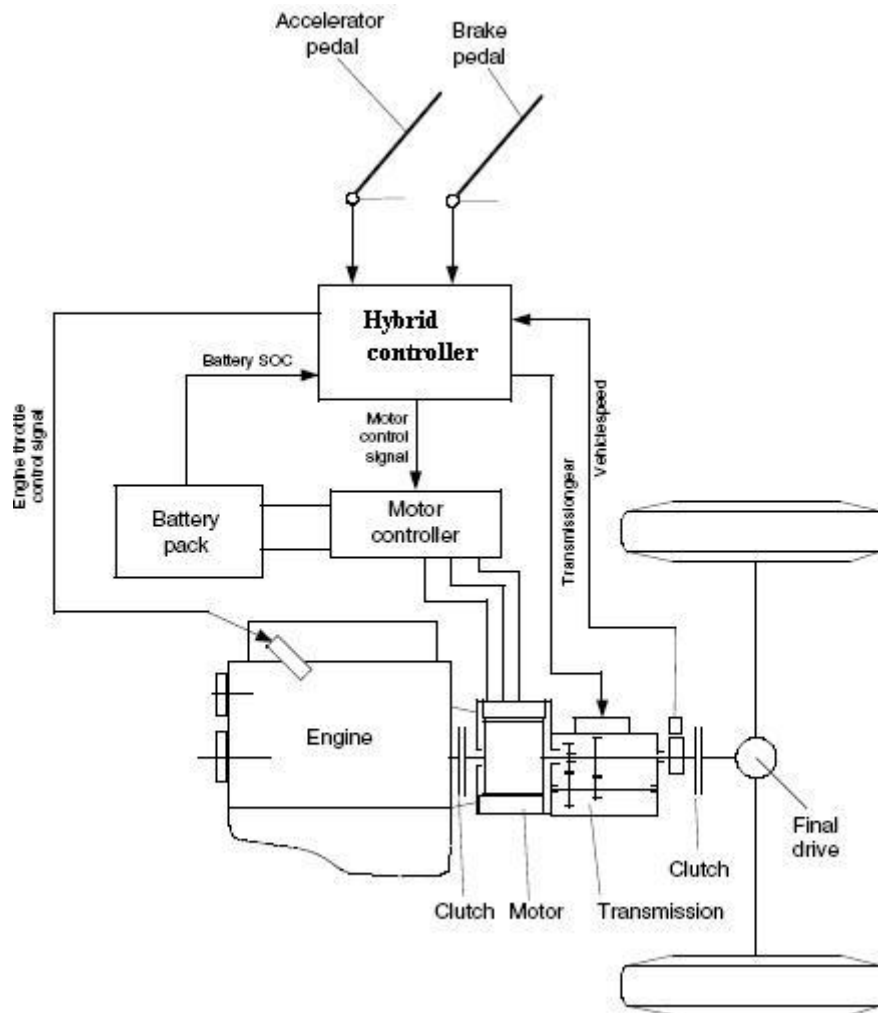 Accelerator
pedal
Brake
pedal
Hybrid
controller
Battery SOC
Motor
control
signal
Engine throttle
control signal
Vehiclespeed
Transmissiongear
Battery
pack
Motor
controller
Engine
Final
drive
Clutch
Clutch Motor Transmission